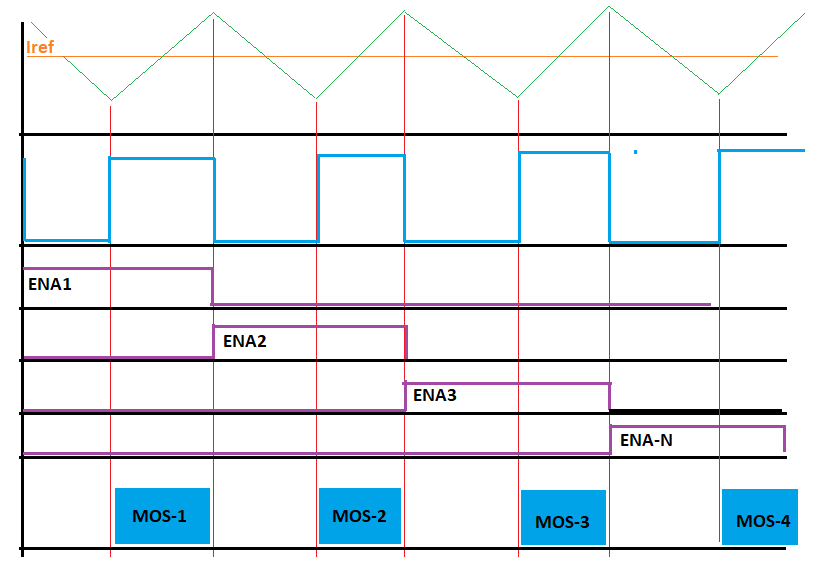 Iref
ENA1
ENA2
ENA3
ENA-N
MOS-1
MOS-2
MOS-3
MOS-4